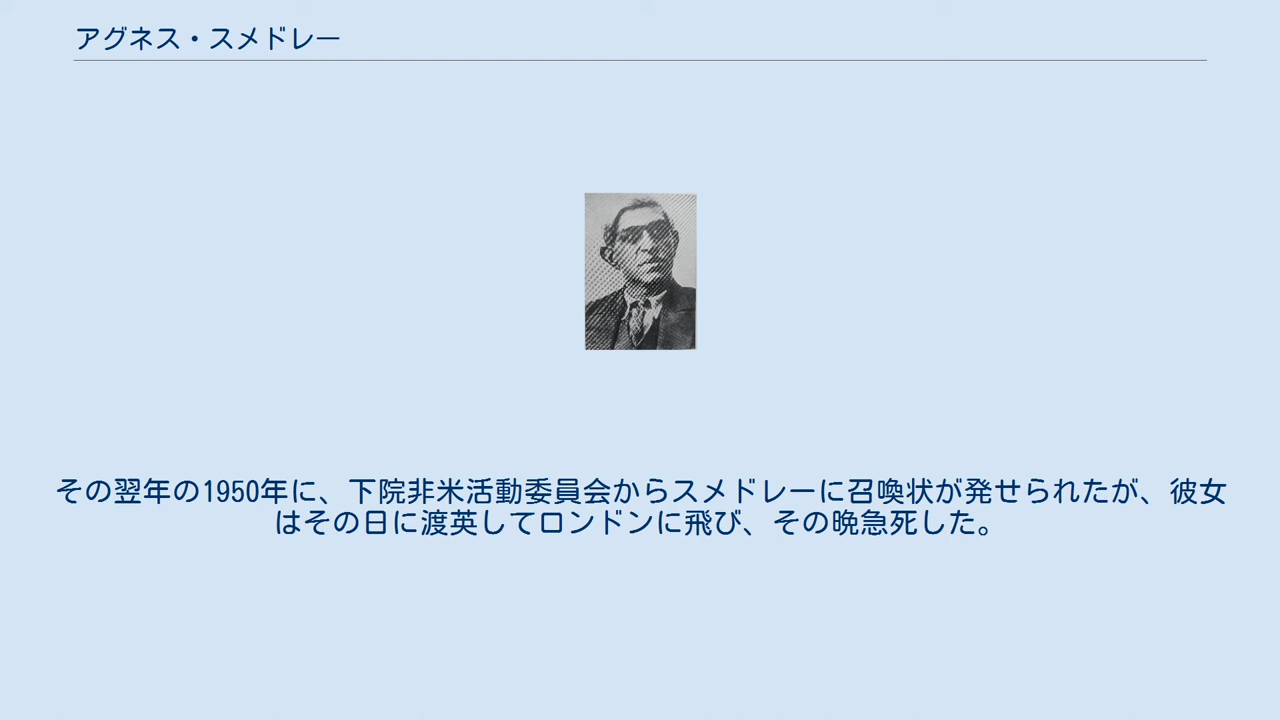 アグネス・スメドレー
その翌年の1950年に、下院非米活動委員会からスメドレーに召喚状が発せられたが、彼女
はその日に渡英してロンドンに飛び、その晩急死した。